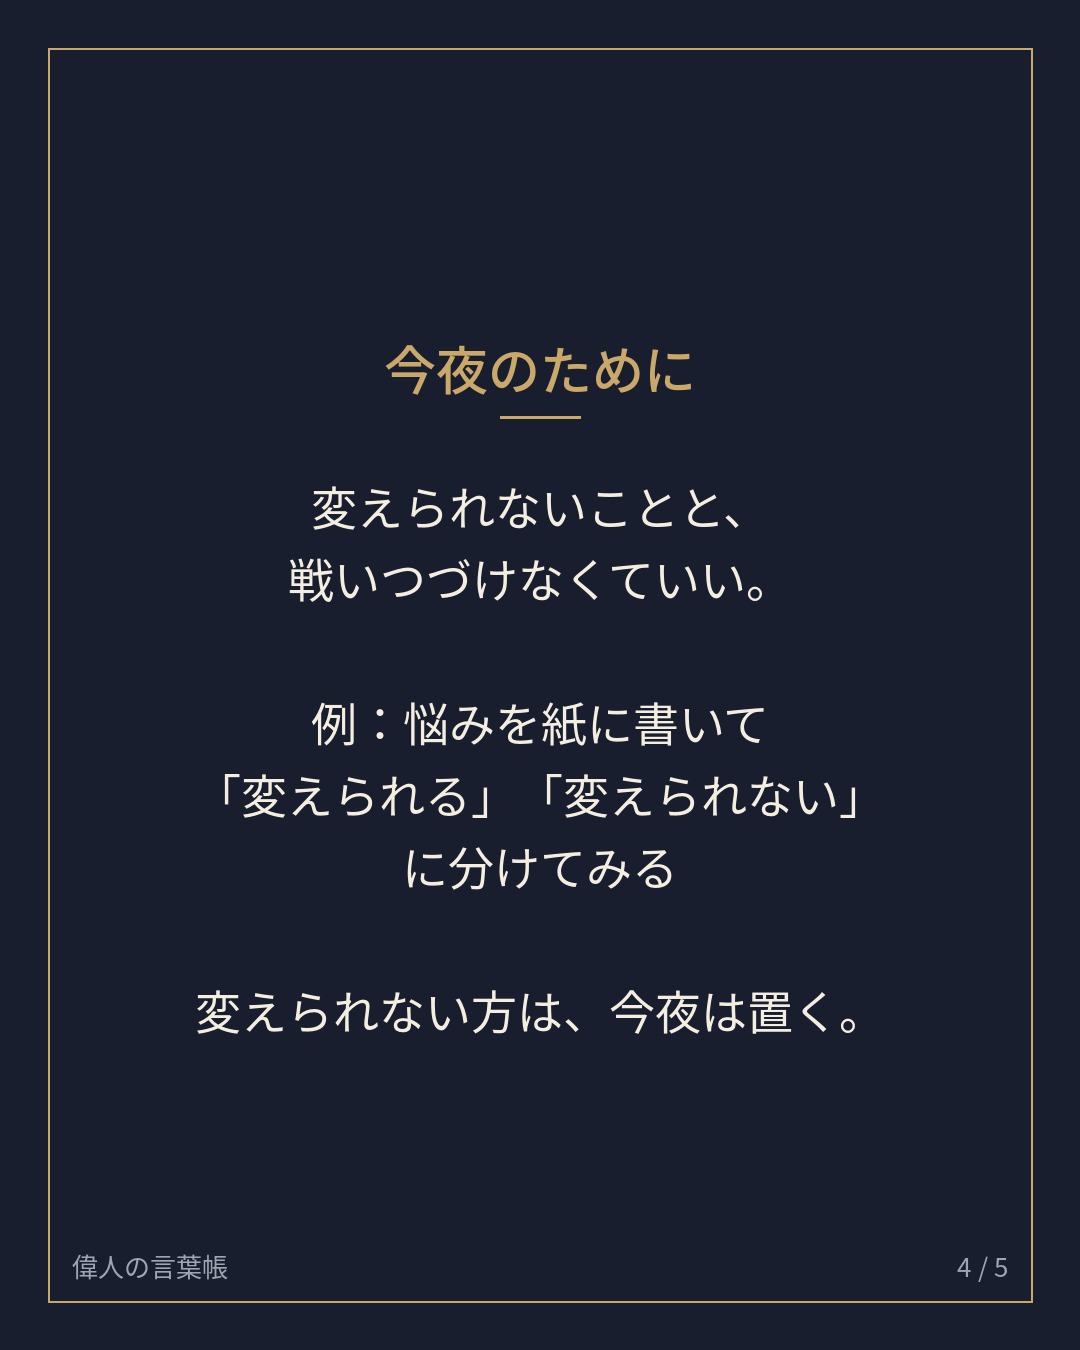 今夜のために
変えられないことと、
戦いつづけなくていい。
例：悩みを紙に書いて
「変えられる」「変えられない」
に分けてみる
変えられない方は、今夜は置く。
偉人の言葉帳
4 / 5